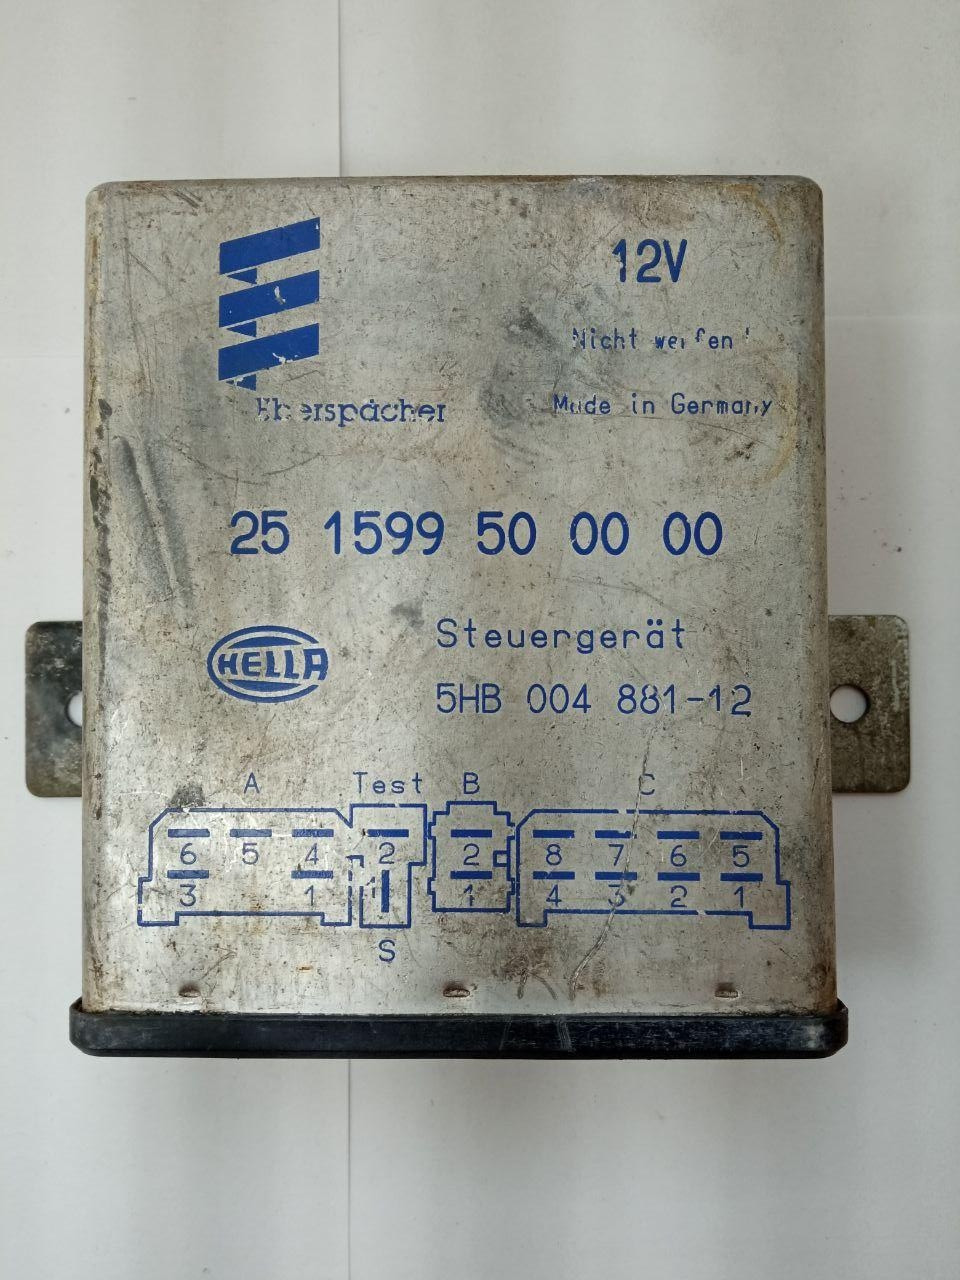 12V
Nicht werfen!
Eberspächer
Made in Germany
25 1599 50 00 00
HELLA
Steuergerät
5HB 004 881-12
A Test B C
6 5 4 2 2 8 7 6 5
3 1 1 1 4 3 2 1
S